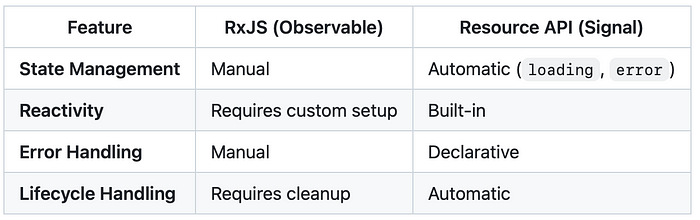 Feature RxJS (Observable) Resource API (Signal)
State Management Manual Automatic (loading, error)
Reactivity Requires custom setup Built-in
Error Handling Manual Declarative
Lifecycle Handling Requires cleanup Automatic